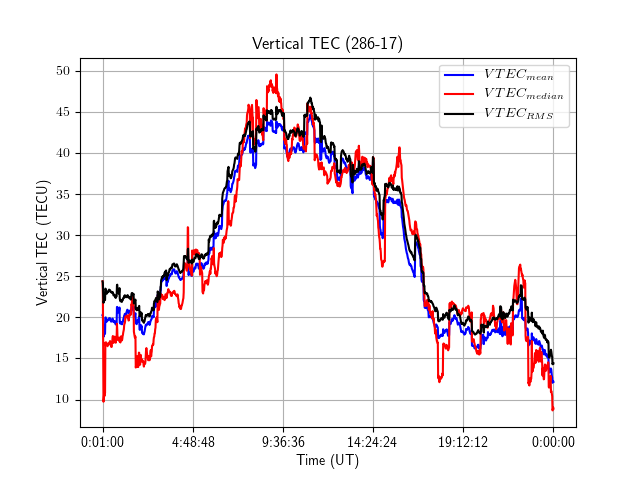 Vertical TEC (286-17)
VTEC_mean
VTEC_median
VTEC_RMS
50
45
40
35
30
25
20
15
10
Vertical TEC (TECU)
0:01:00 4:48:48 9:36:36 14:24:24 19:12:12 0:00:00
Time (UT)